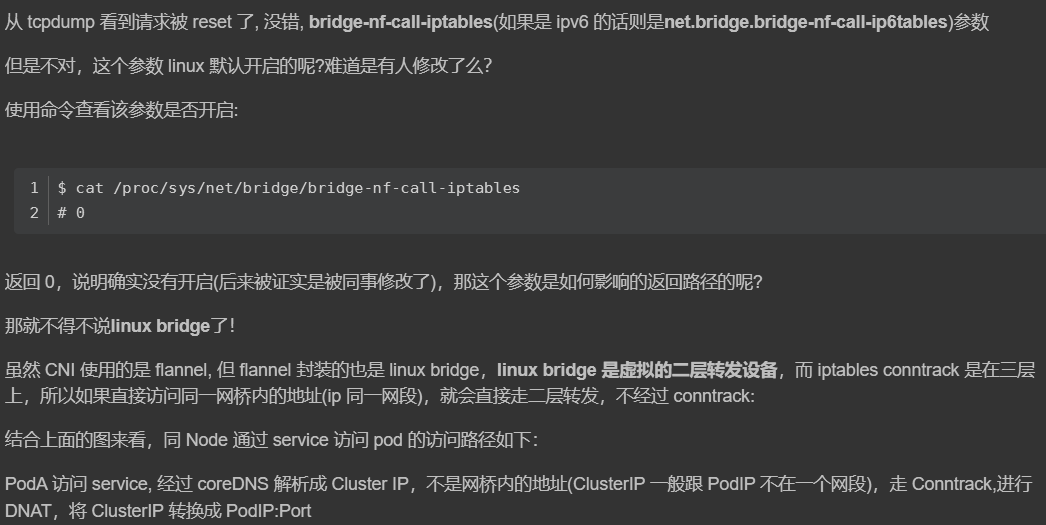 从 tcpdump 看到请求被 reset 了, 没错, bridge-nf-call-iptables(如果是 ipv6 的话则是net.bridge.bridge-nf-call-ip6tables)参数
但是不对，这个参数 linux 默认开启的呢?难道是有人修改了么?
使用命令查看该参数是否开启:
1 $ cat /proc/sys/net/bridge/bridge-nf-call-iptables
2 # 0
返回 0，说明确实没有开启(后来被证实是被同事修改了)，那这个参数是如何影响的返回路径的呢?
那就不得不说linux bridge了!
虽然 CNI 使用的是 flannel, 但 flannel 封装的也是 linux bridge，linux bridge 是虚拟的二层转发设备，而 iptables conntrack 是在三层
上，所以如果直接访问同一网桥内的地址(ip 同一网段)，就会直接走二层转发，不经过 conntrack:
结合上面的图来看，同 Node 通过 service 访问 pod 的访问路径如下：
PodA 访问 service, 经过 coreDNS 解析成 Cluster IP，不是网桥内的地址(ClusterIP 一般跟 PodIP 不在一个网段)，走 Conntrack,进行
DNAT，将 ClusterIP 转换成 PodIP:Port